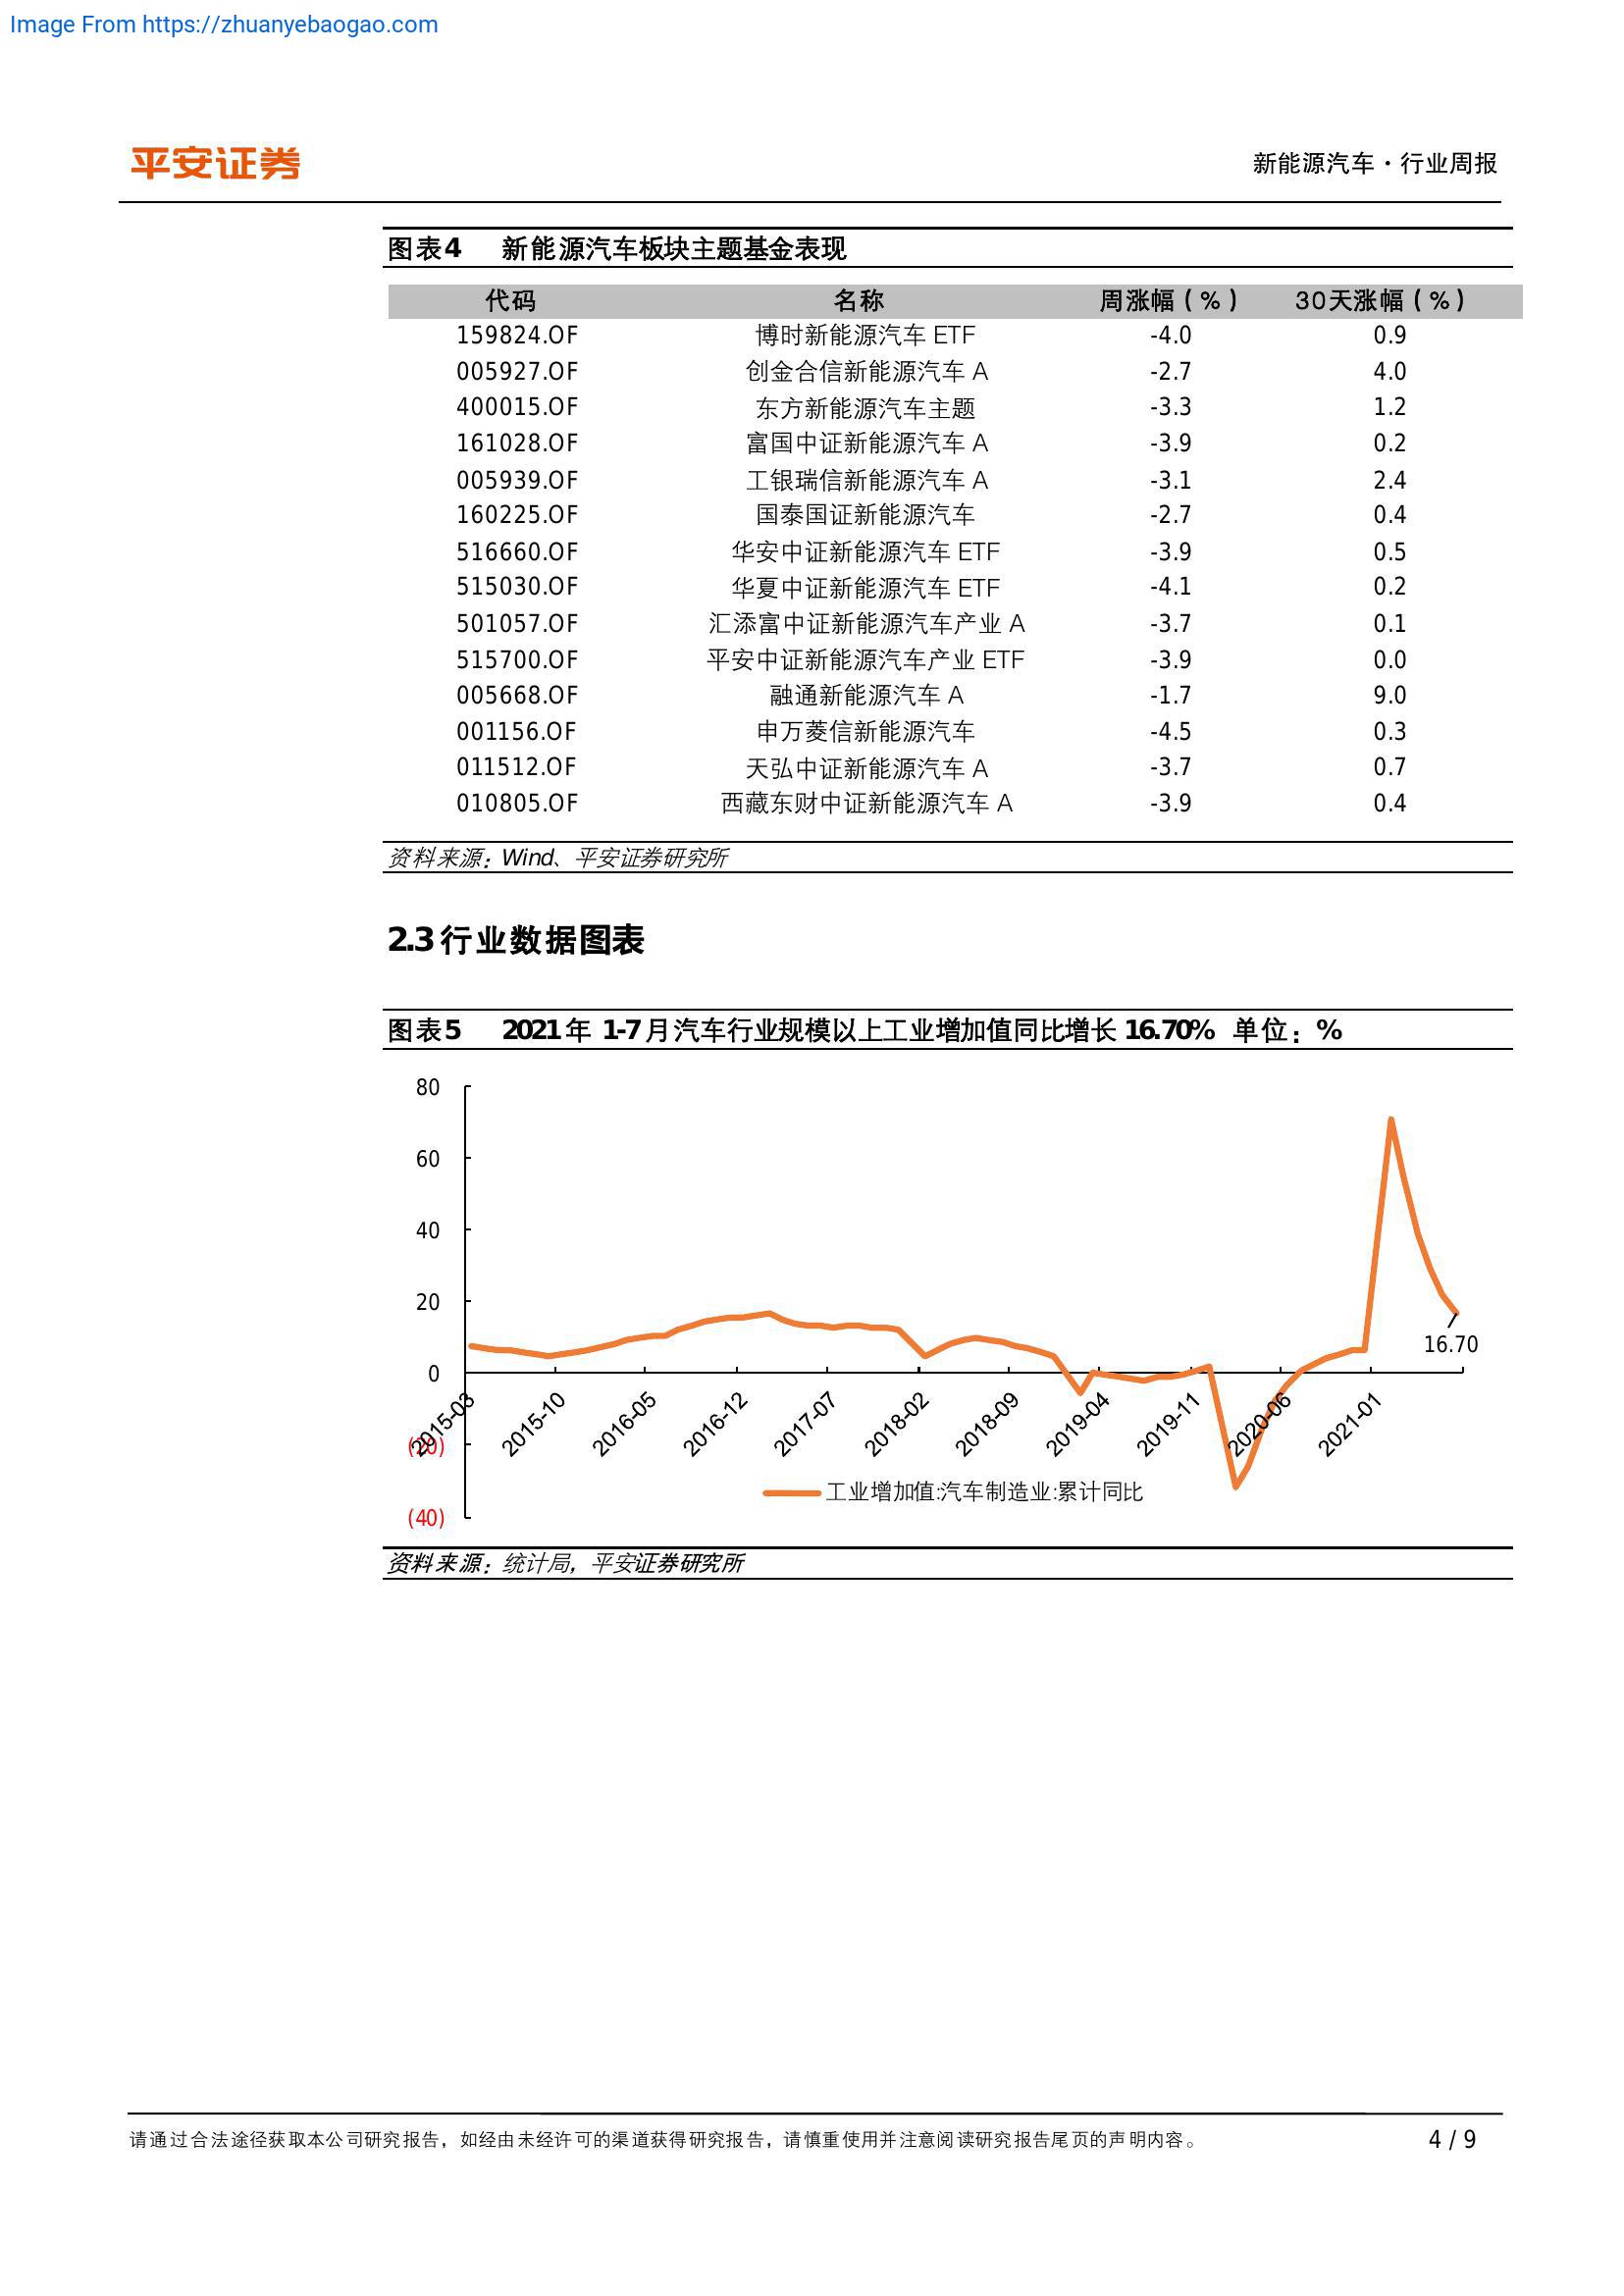 Image From https://zhuanyebaogao.com
平安证券
新能源汽车·行业周报
图表4 新能源汽车板块主题基金表现
代码 名称 周涨幅(%) 30天涨幅(%)
159824.OF 博时新能源汽车 ETF -4.0 0.9
005927.OF 创金合信新能源汽车 A -2.7 4.0
400015.OF 东方新能源汽车主题 -3.3 1.2
161028.OF 富国中证新能源汽车 A -3.9 0.2
005939.OF 工银瑞信新能源汽车 A -3.1 2.4
160225.OF 国泰国证新能源汽车 -2.7 0.4
516660.OF 华安中证新能源汽车 ETF -3.9 0.5
515030.OF 华夏中证新能源汽车 ETF -4.1 0.2
501057.OF 汇添富中证新能源汽车产业 A -3.7 0.1
515700.OF 平安中证新能源汽车产业 ETF -3.9 0.0
005668.OF 融通新能源汽车 A -1.7 9.0
001156.OF 申万菱信新能源汽车 -4.5 0.3
011512.OF 天弘中证新能源汽车 A -3.7 0.7
010805.OF 西藏东财中证新能源汽车 A -3.9 0.4
资料来源：Wind、平安证券研究所
2.3 行业数据图表
图表5 2021年 1-7月汽车行业规模以上工业增加值同比增长 16.70% 单位：%
80
60
40
20
0
(20)
(40)
16.70
2015-03 2015-10 2016-05 2016-12 2017-07 2018-02 2018-09 2019-04 2019-11 2020-06 2021-01
工业增加值:汽车制造业:累计同比
资料来源：统计局，平安证券研究所
请通过合法途径获取本公司研究报告，如经由未经许可的渠道获得研究报告，请慎重使用并注意阅读研究报告尾页的声明内容。
4 / 9